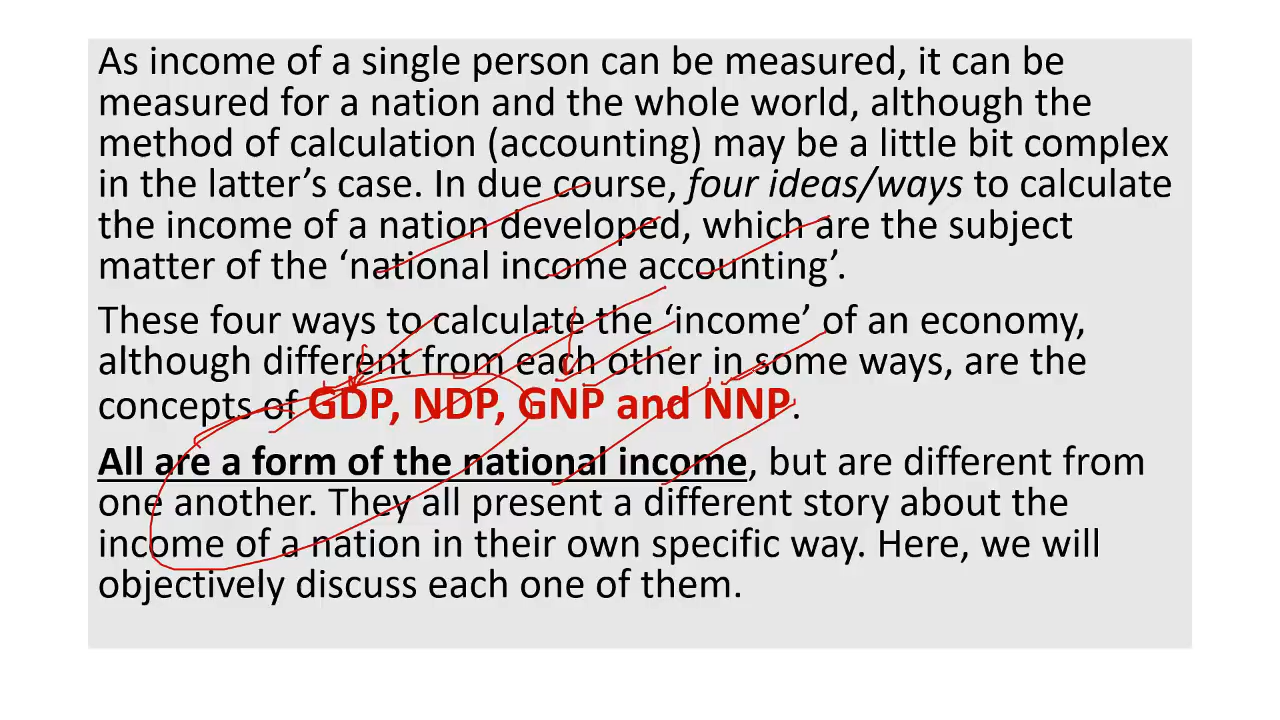 As income of a single person can be measured, it can be
measured for a nation and the whole world, although the
method of calculation (accounting) may be a little bit complex
in the latter’s case. In due course, four ideas/ways to calculate
the income of a nation developed, which are the subject
matter of the ‘national income accounting’.
These four ways to calculate the ‘income’ of an economy,
although different from each other in some ways, are the
concepts of GDP, NDP, GNP and NNP.
All are a form of the national income, but are different from
one another. They all present a different story about the
income of a nation in their own specific way. Here, we will
objectively discuss each one of them.